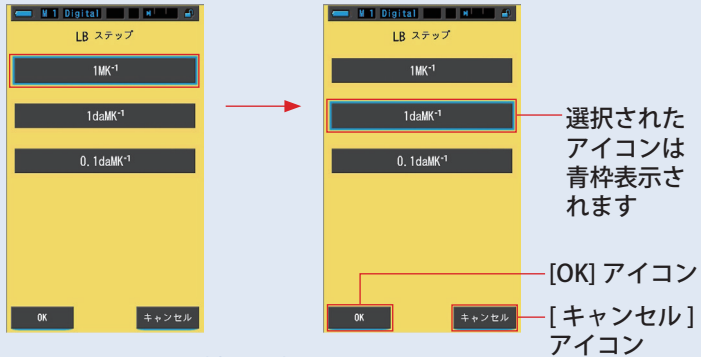 M 1 Digital
LB ステップ
1MK⁻¹
1daMK⁻¹
0.1daMK⁻¹
OK
キャンセル
M 1 Digital
LB ステップ
1MK⁻¹
1daMK⁻¹
0.1daMK⁻¹
OK
キャンセル
選択された
アイコンは
青枠表示さ
れます
[OK] アイコン
[ キャンセル ]
アイコン